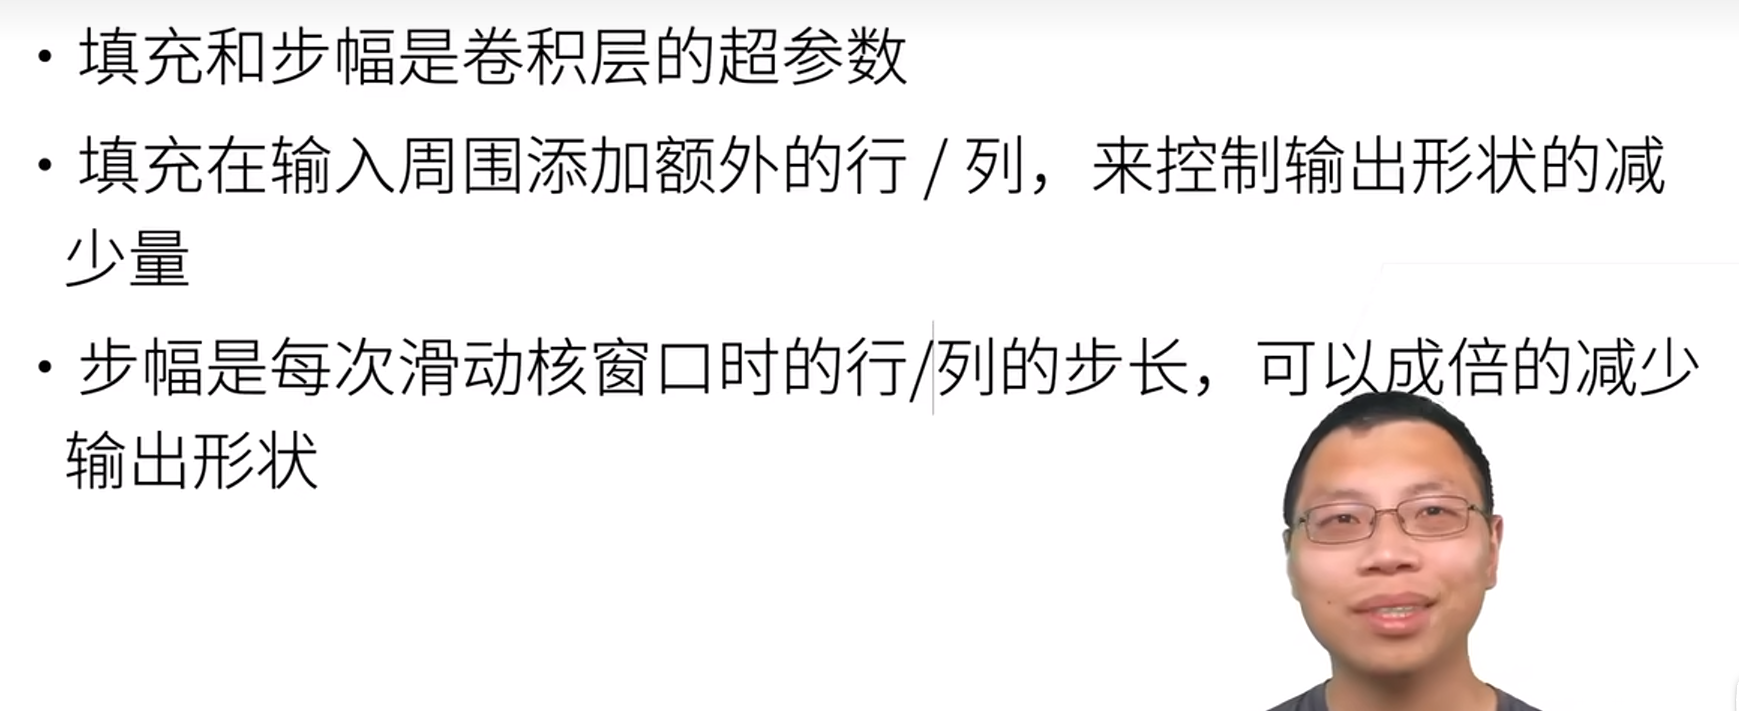 • 填充和步幅是卷积层的超参数
• 填充在输入周围添加额外的行 / 列，来控制输出形状的减
少量
• 步幅是每次滑动核窗口时的行/列的步长，可以成倍的减少
输出形状